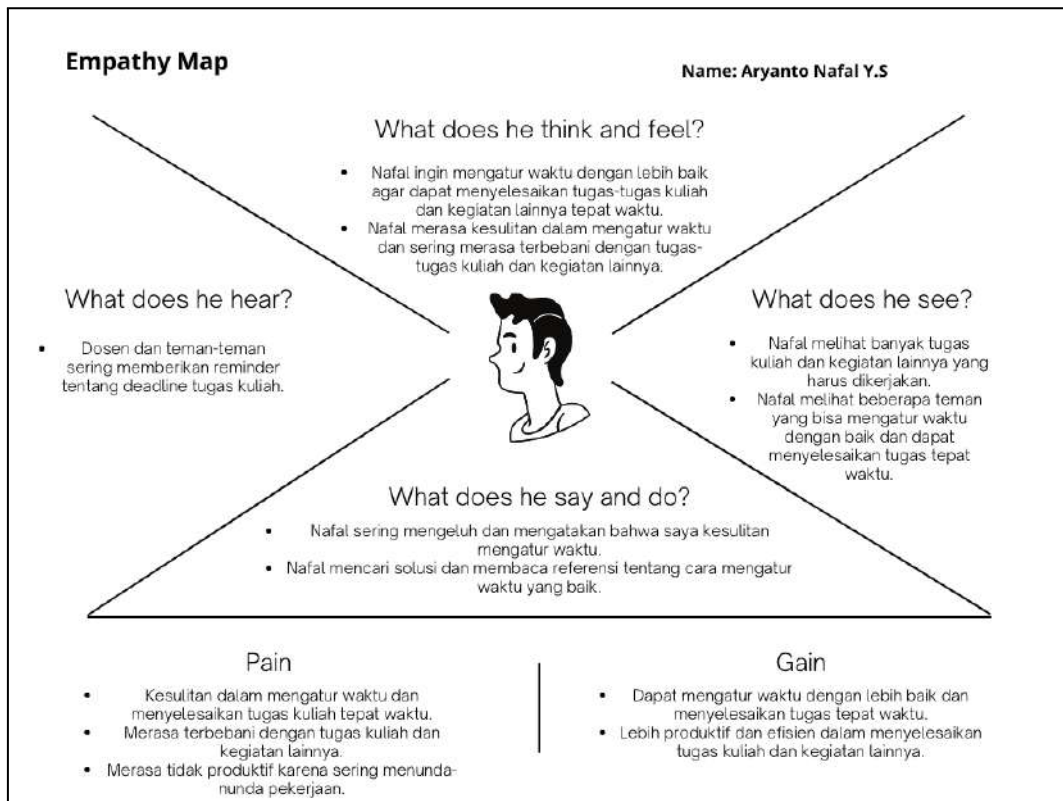 Empathy Map
Name: Aryanto Nafal Y.S
What does he think and feel?
• Nafal ingin mengatur waktu dengan lebih baik
agar dapat menyelesaikan tugas-tugas kuliah
dan kegiatan lainnya tepat waktu.
• Nafal merasa kesulitan dalam mengatur waktu
dan sering merasa terbebani dengan tugas-
tugas kuliah dan kegiatan lainnya.
What does he hear?
• Dosen dan teman-teman
sering memberikan reminder
tentang deadline tugas kuliah.
What does he see?
• Nafal melihat banyak tugas
kuliah dan kegiatan lainnya yang
harus dikerjakan.
• Nafal melihat beberapa teman
yang bisa mengatur waktu
dengan baik dan dapat
menyelesaikan tugas tepat
waktu.
What does he say and do?
• Nafal sering mengeluh dan mengatakan bahwa saya kesulitan
mengatur waktu.
• Nafal mencari solusi dan membaca referensi tentang cara mengatur
waktu yang baik.
Pain
• Kesulitan dalam mengatur waktu dan
menyelesaikan tugas kuliah tepat waktu.
• Merasa terbebani dengan tugas kuliah dan
kegiatan lainnya.
• Merasa tidak produktif karena sering menunda-
nunda pekerjaan.
Gain
• Dapat mengatur waktu dengan lebih baik dan
menyelesaikan tugas tepat waktu.
• Lebih produktif dan efisien dalam menyelesaikan
tugas kuliah dan kegiatan lainnya.